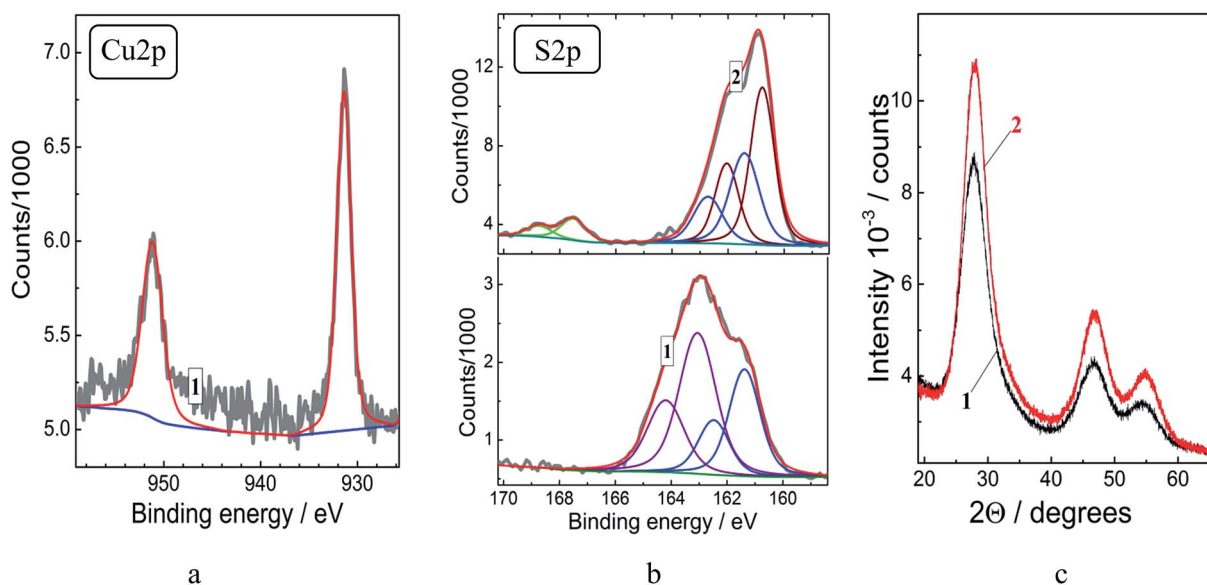 Cu2p
7.0
6.5
6.0
5.5
5.0
Counts/1000
1
950 940 930
Binding energy / eV
a
S2p
12
8
4
Counts/1000
2
3
2
1
Counts/1000
1
170 168 166 164 162 160
Binding energy / eV
b
10
8
6
4
Intensity 10⁻³ / counts
2
1
20 30 40 50 60
2Θ / degrees
c